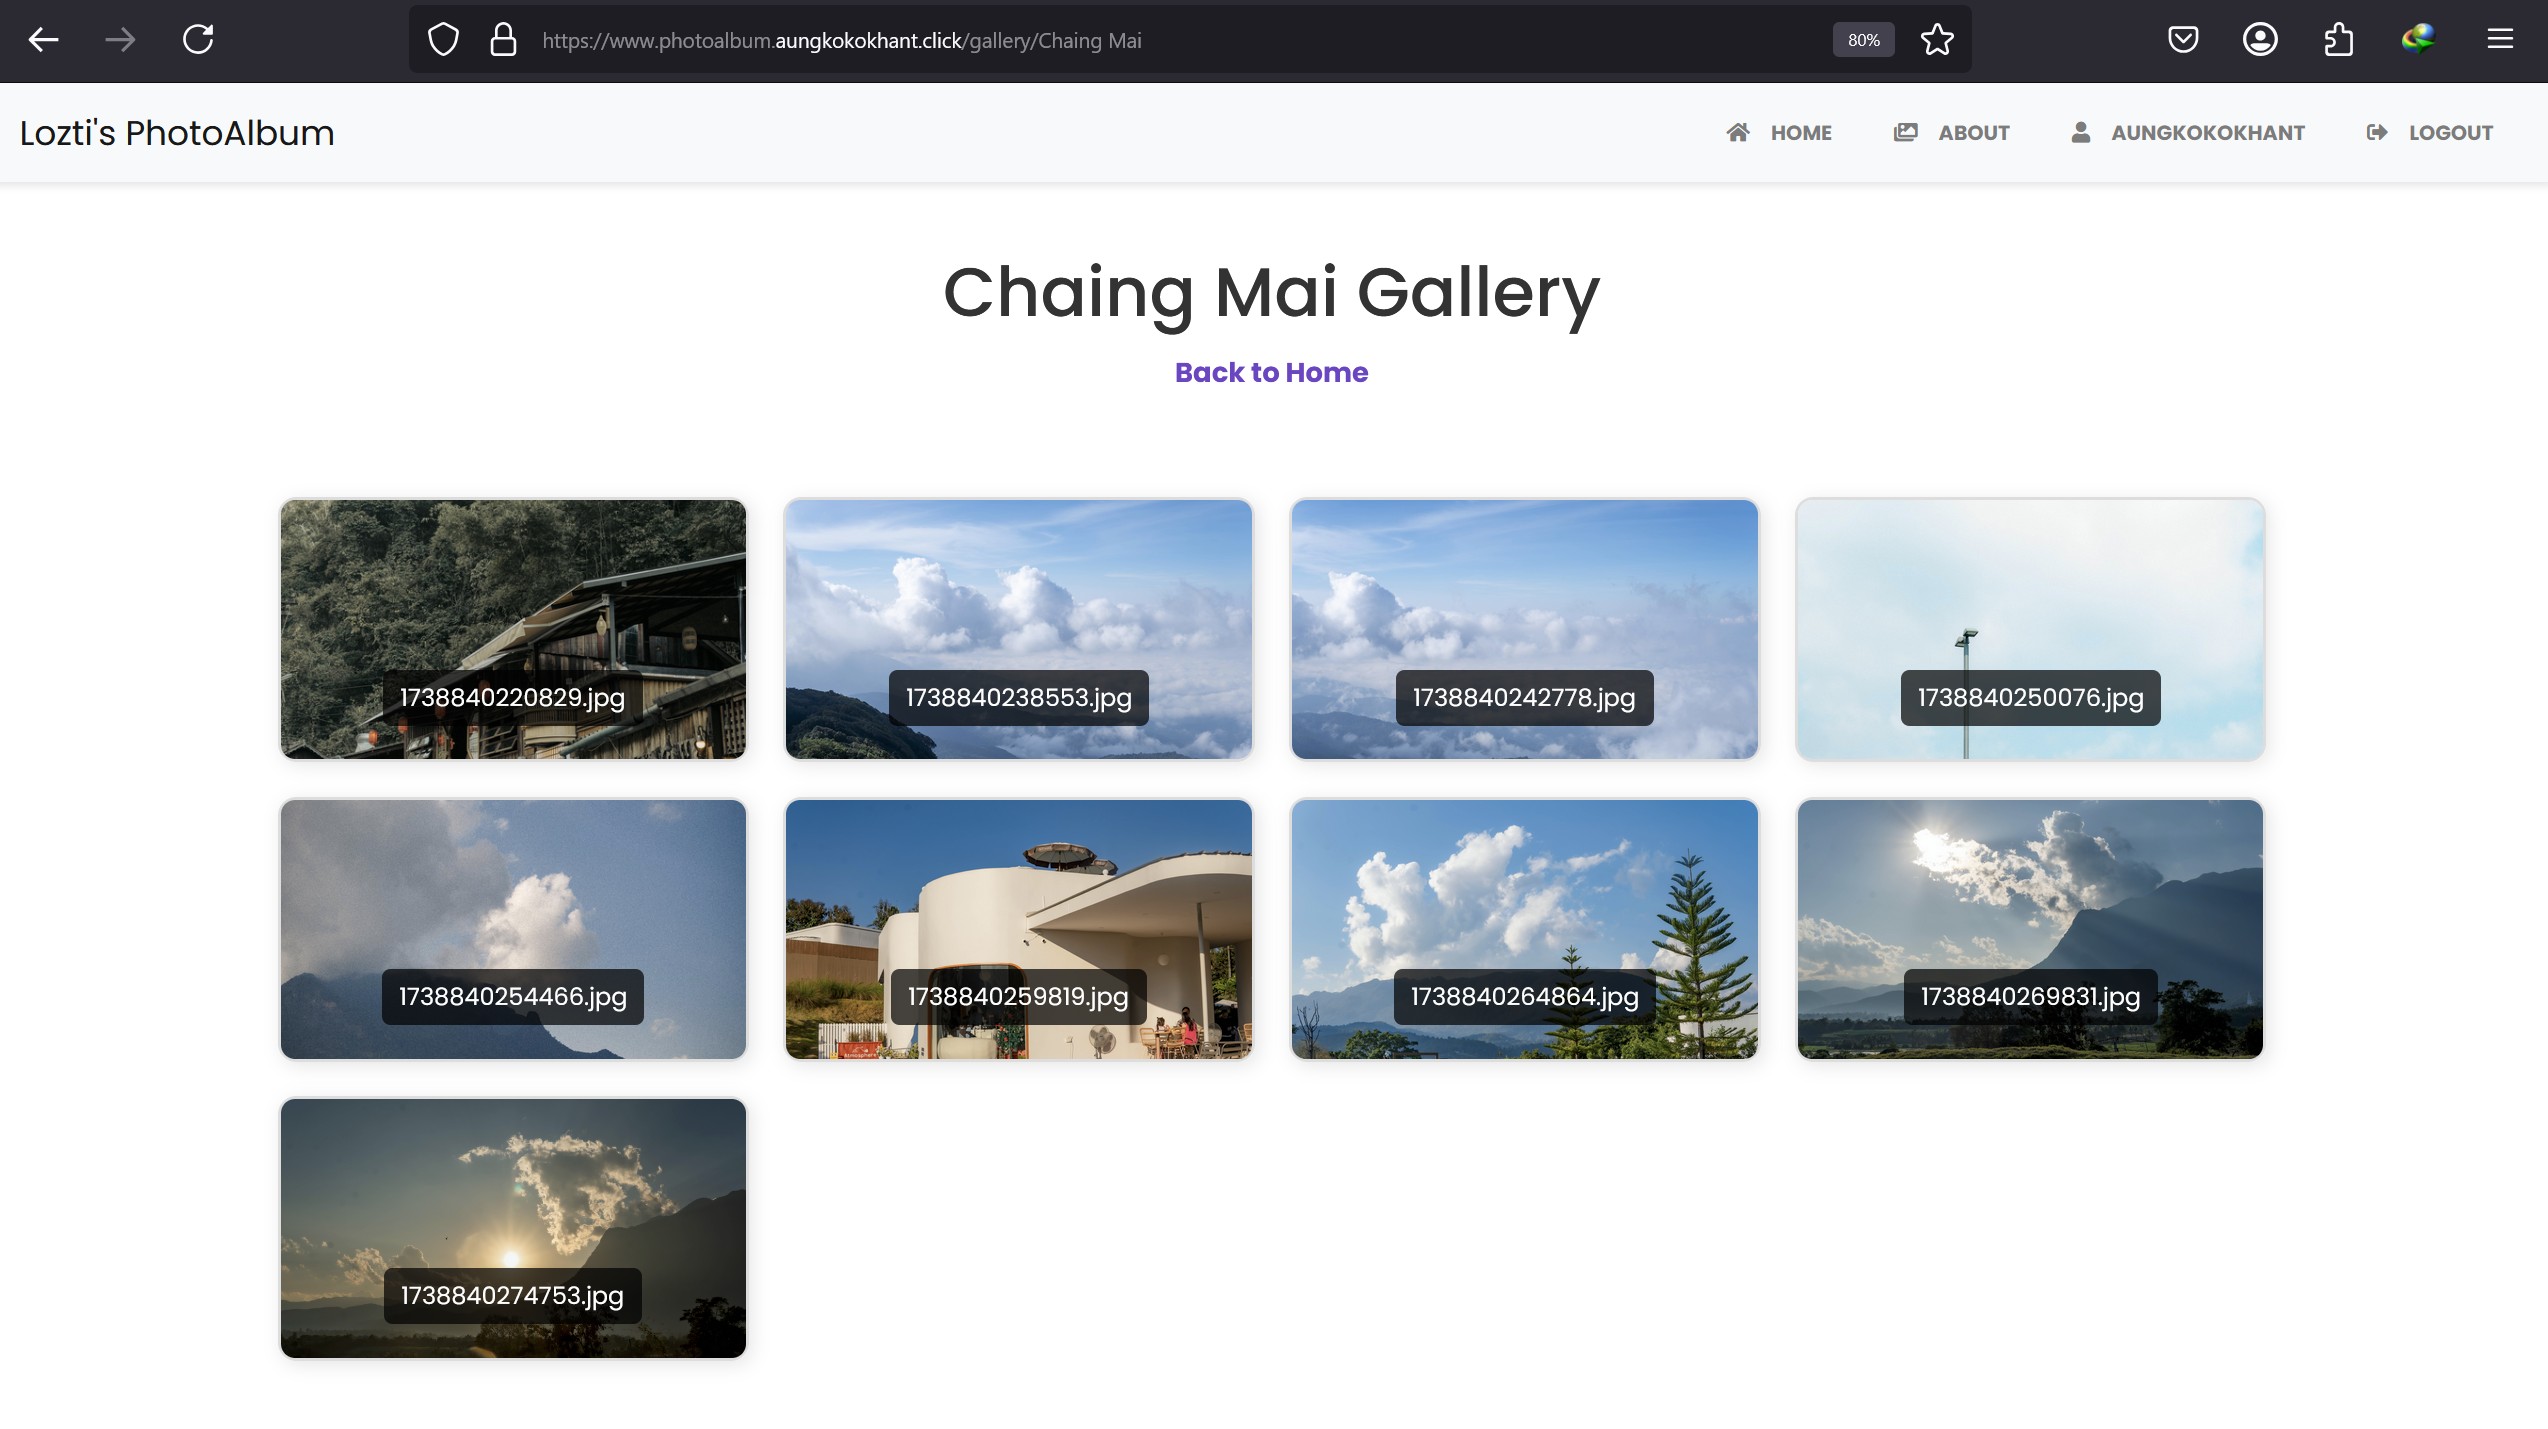 https://www.photoalbum.aungkokokhant.click/gallery/Chaing Mai
80%
Lozti's PhotoAlbum
HOME
ABOUT
AUNGKOKOKHANT
LOGOUT
Chaing Mai Gallery
Back to Home
1738840220829.jpg
1738840238553.jpg
1738840242778.jpg
1738840250076.jpg
1738840254466.jpg
1738840259819.jpg
1738840264864.jpg
1738840269831.jpg
1738840274753.jpg